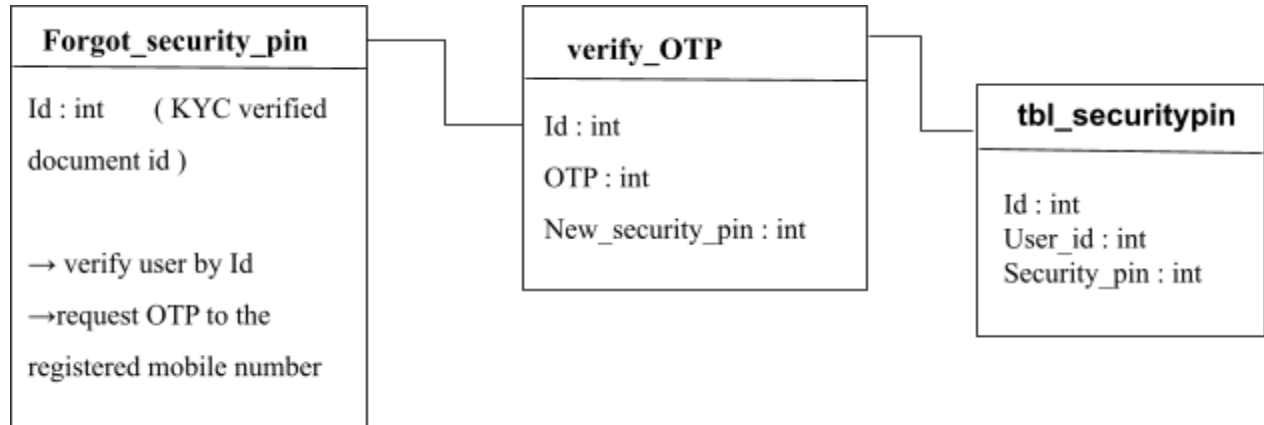 Forgot_security_pin
Id : int ( KYC verified
document id )
→ verify user by Id
→request OTP to the
registered mobile number
verify_OTP
Id : int
OTP : int
New_security_pin : int
tbl_securitypin
Id : int
User_id : int
Security_pin : int